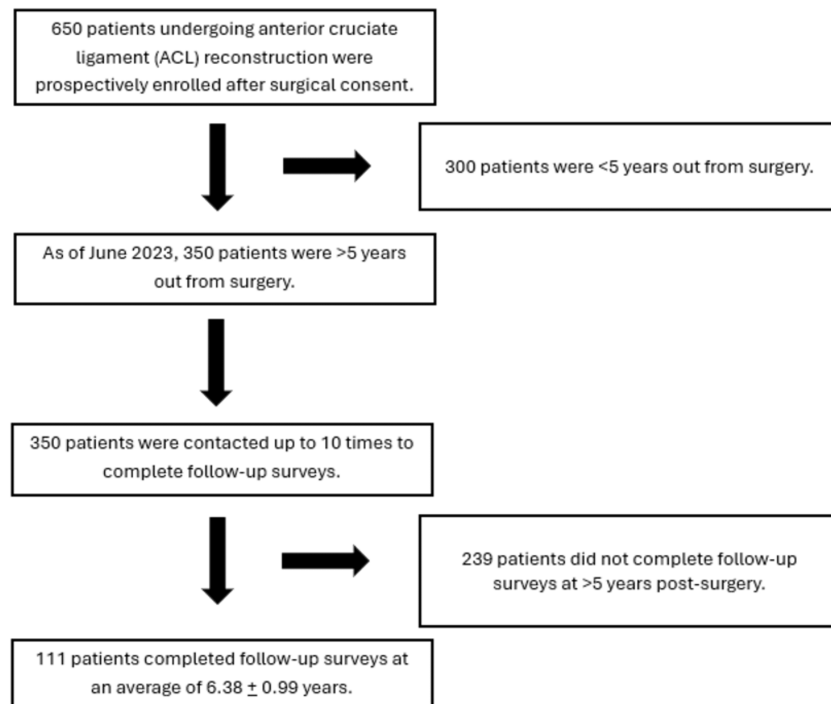 650 patients undergoing anterior cruciate
ligament (ACL) reconstruction were
prospectively enrolled after surgical consent.
300 patients were <5 years out from surgery.
As of June 2023, 350 patients were >5 years
out from surgery.
350 patients were contacted up to 10 times to
complete follow-up surveys.
239 patients did not complete follow-up
surveys at >5 years post-surgery.
111 patients completed follow-up surveys at
an average of 6.38 ± 0.99 years.